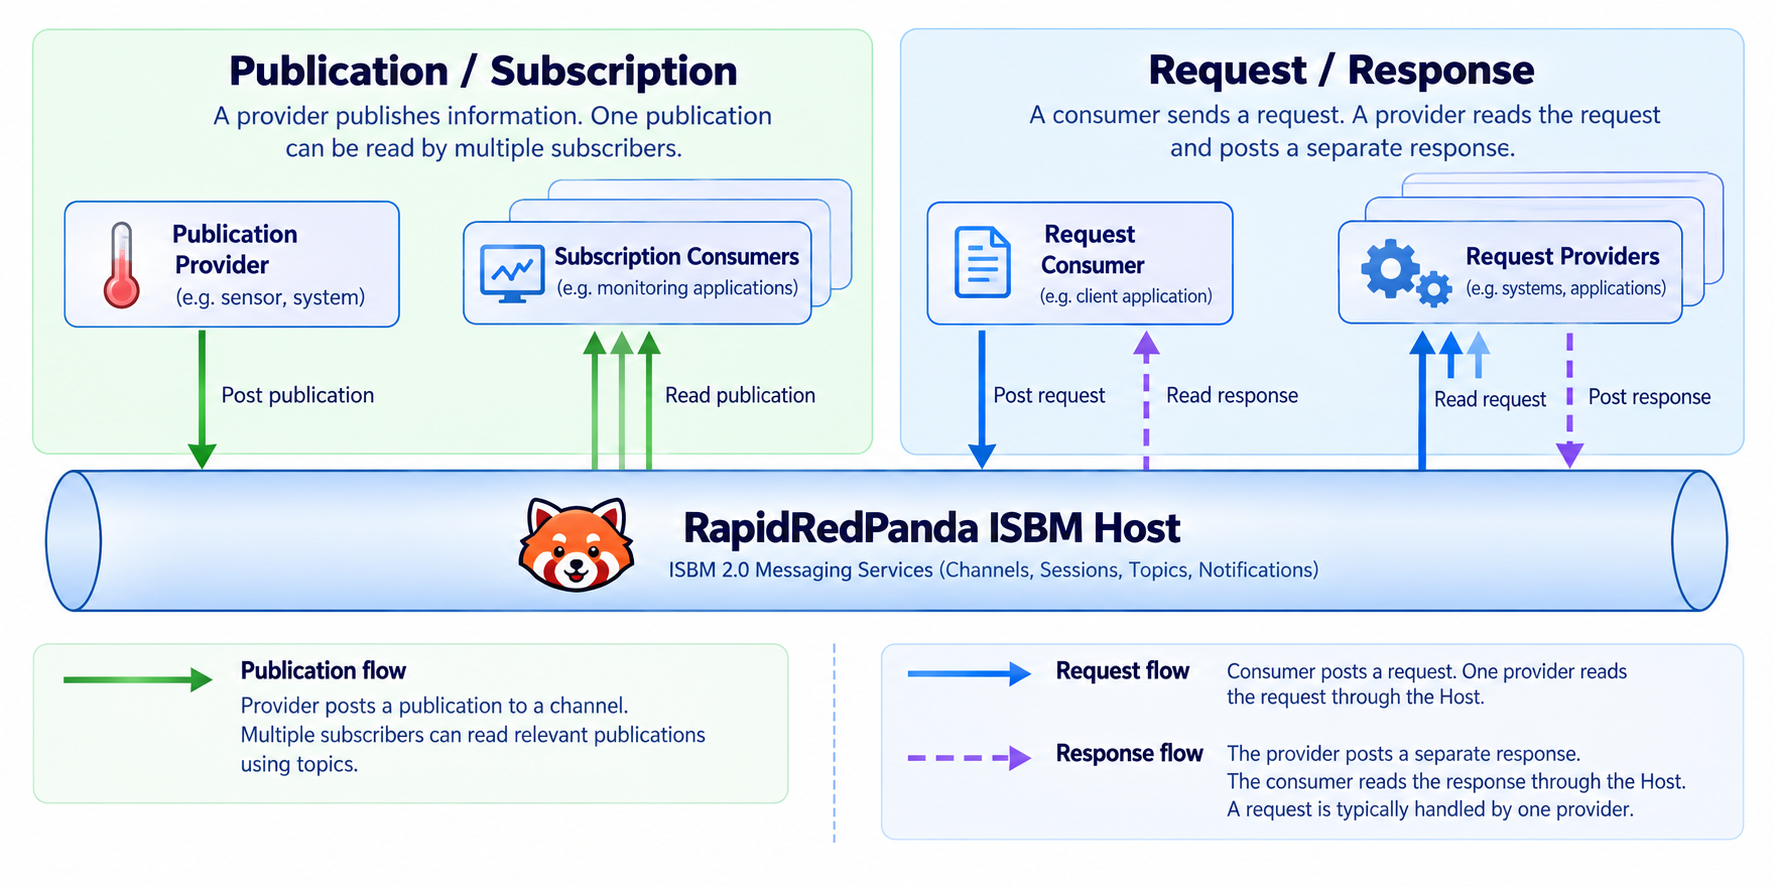 Publication / Subscription
A provider publishes information. One publication
can be read by multiple subscribers.
Publication
Provider
(e.g. sensor, system)
Subscription Consumers
(e.g. monitoring applications)
Post publication
Read publication
Request / Response
A consumer sends a request. A provider reads the request
and posts a separate response.
Request
Consumer
(e.g. client application)
Request Providers
(e.g. systems, applications)
Post request
Read response
Read request
Post response
RapidRedPanda ISBM Host
ISBM 2.0 Messaging Services (Channels, Sessions, Topics, Notifications)
Publication flow
Provider posts a publication to a channel.
Multiple subscribers can read relevant publications
using topics.
Request flow
Consumer posts a request. One provider reads
the request through the Host.
Response flow
The provider posts a separate response.
The consumer reads the response through the Host.
A request is typically handled by one provider.